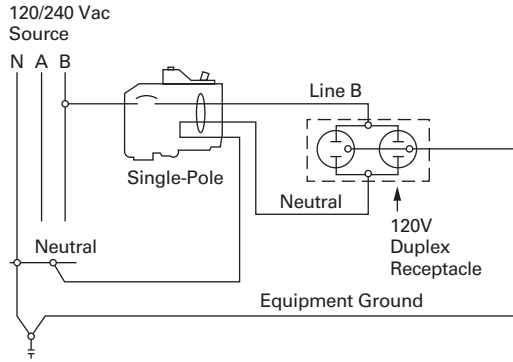 120/240 Vac
Source
N A B
Line B
Single-Pole
Neutral
120V
Duplex
Receptacle
Neutral
Equipment Ground